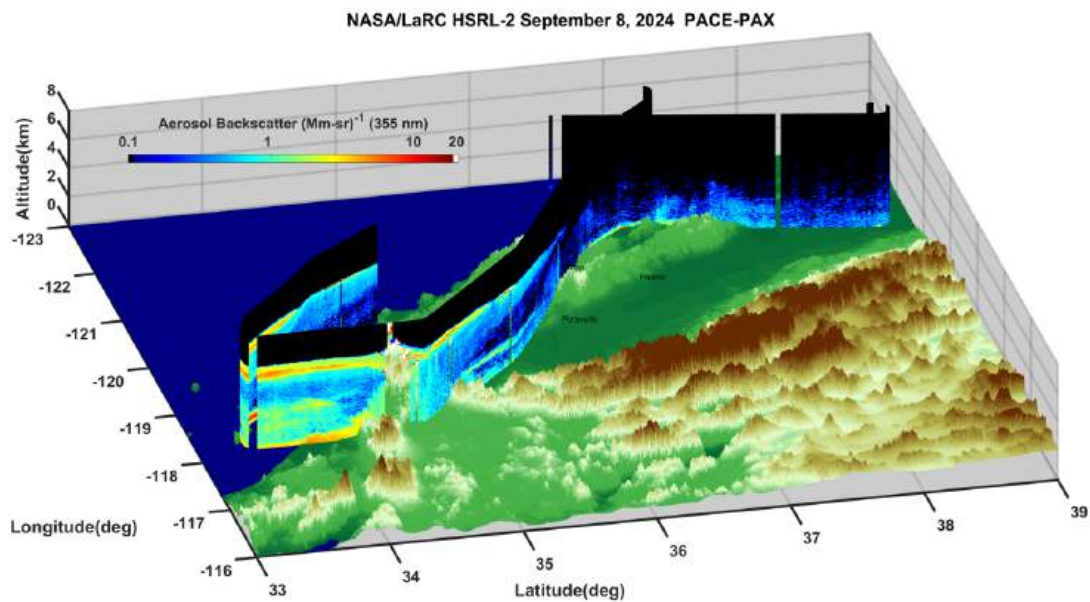 NASA/LaRC HSRL-2 September 8, 2024 PACE-PAX
8
6
4
2
0
Altitude(km)
Aerosol Backscatter (Mm-sr)⁻¹ (355 nm)
0.1 1 10 20
-123
-122
-121
-120
-119
-118
-117
-116
Longitude(deg)
33
34
35
36
37
38
39
Latitude(deg)
Fresno
Porterville